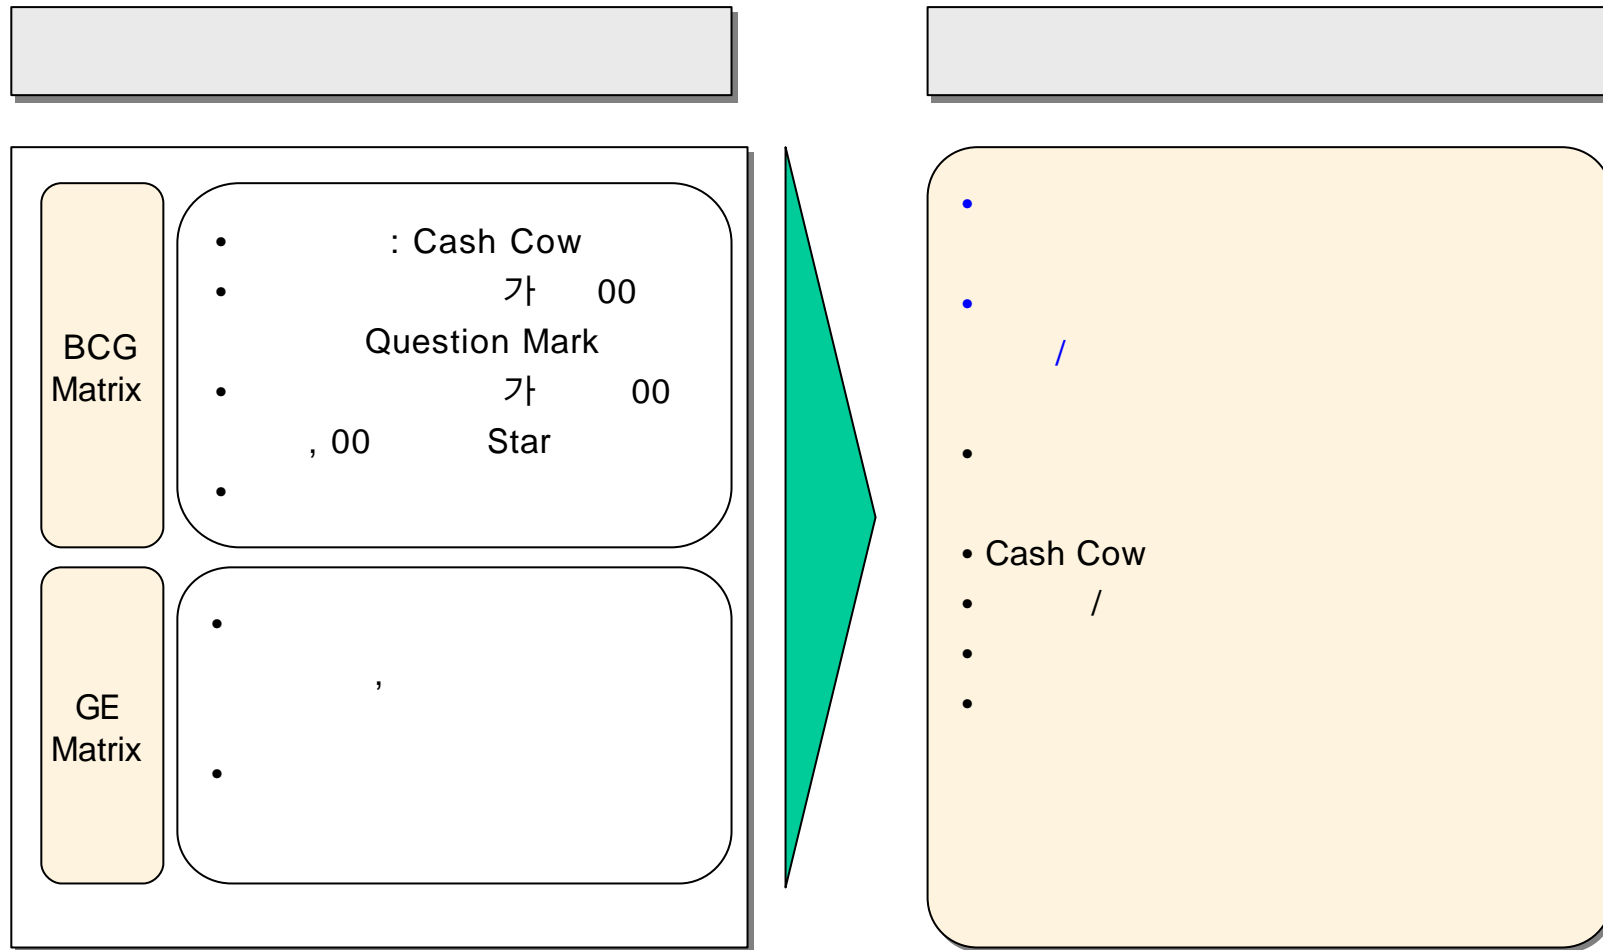 BCG
Matrix
• : Cash Cow
• 가 00
Question Mark
• 가 00
, 00 Star
•
GE
Matrix
•
,
•
•
•
/
•
• Cash Cow
• /
•
•